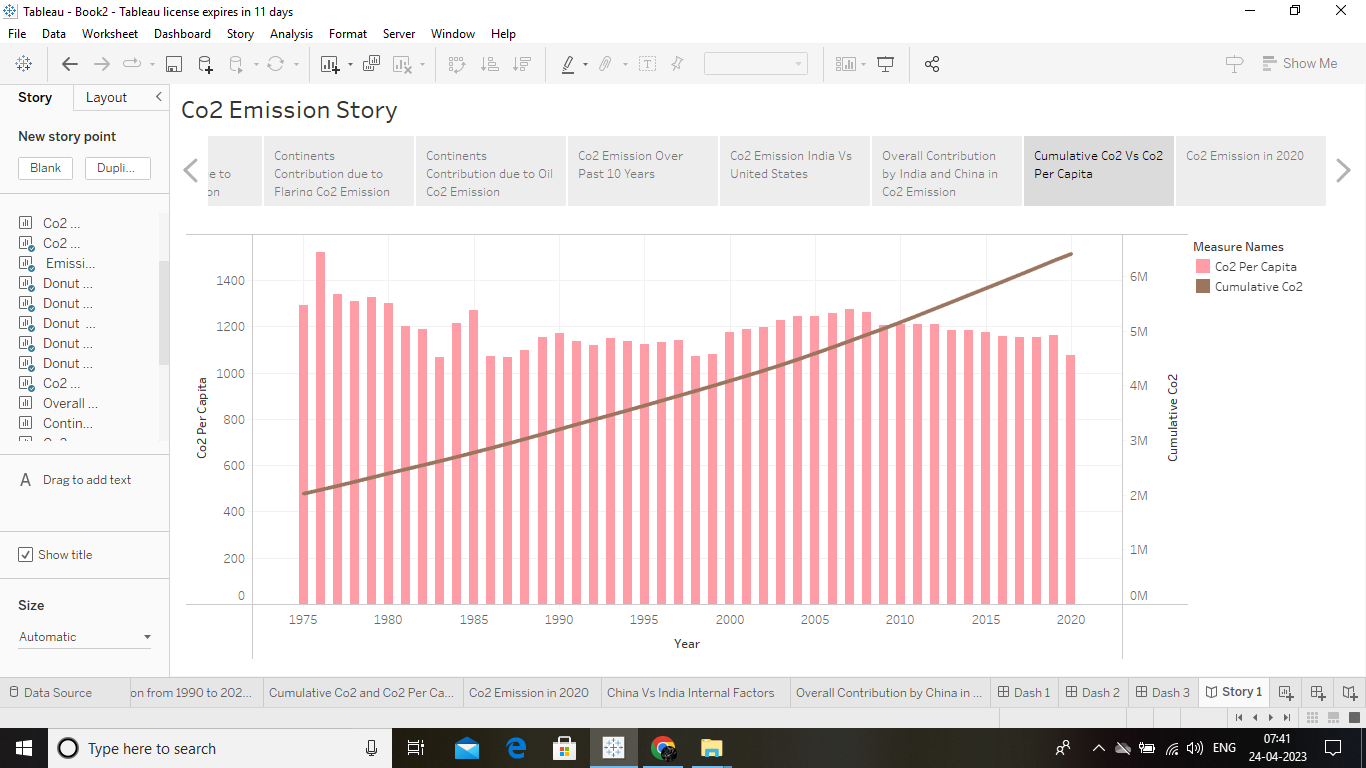 Tableau - Book2 - Tableau license expires in 11 days
File Data Worksheet Dashboard Story Analysis Format Server Window Help
Show Me
Story Layout
New story point
Blank Dupli...
Co2 ...
Co2 ...
Emissi...
Donut ...
Donut ...
Donut ...
Donut ...
Donut ...
Co2 ...
Overall ...
Contin...
A Drag to add text
Show title
Size
Automatic
Co2 Emission Story
e to
on
Continents
Contribution due to
Flaring Co2 Emission
Continents
Contribution due to Oil
Co2 Emission
Co2 Emission Over
Past 10 Years
Co2 Emission India Vs
United States
Overall Contribution
by India and China in
Co2 Emission
Cumulative Co2 Vs Co2
Per Capita
Co2 Emission in 2020
Co2 Per Capita
1400
1200
1000
800
600
400
200
0
1975 1980 1985 1990 1995 2000 2005 2010 2015 2020
Year
6M
5M
4M
3M
2M
1M
0M
Cumulative Co2
Measure Names
Co2 Per Capita
Cumulative Co2
Data Source on from 1990 to 202... Cumulative Co2 and Co2 Per Ca... Co2 Emission in 2020 China Vs India Internal Factors Overall Contribution by China in ... Dash 1 Dash 2 Dash 3 Story 1
Type here to search
ENG
07:41
24-04-2023